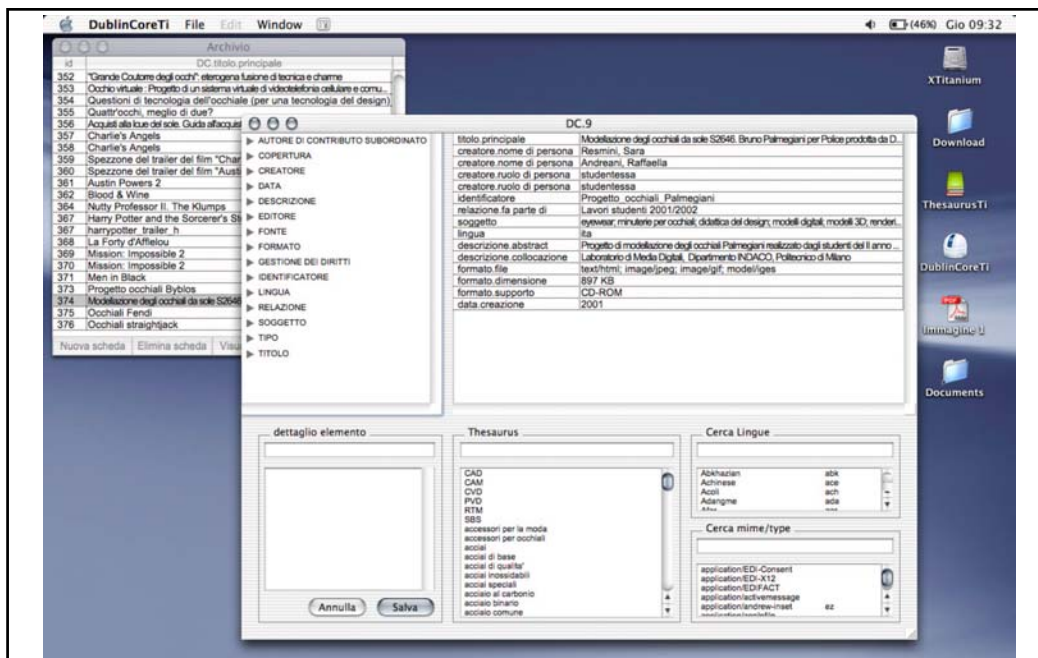 DublinCoreTi File Edit Window (46%) Gio 09:32
Archivio
id DC.titolo.principale
352 "Grande Coutorre degli occhi": eterogena fusione di tecnica e charme
353 Occhio virtuale : Progetto di un sistema virtuale di videotelefonia cellulare e comu...
354 Questioni di tecnologia dell'occhiale (per una tecnologia del design)
355 Quattr'occhi, meglio di due?
356 Acquisti alla luce del sole. Guida all'acquist
357 Charlie's Angels
358 Charlie's Angels
359 Spezzone del trailer del film "Char
360 Spezzone del trailer del film "Austi
361 Austin Powers 2
362 Blood & Wine
364 Nutty Professor II. The Klumps
367 Harry Potter and the Sorcerer's St
367 harrypotter_trailer_h
368 La Forty d'Afflelou
369 Mission: Impossible 2
370 Mission: Impossible 2
371 Men in Black
373 Progetto occhiali Byblos
374 Modellazione degli occhiali da sole S2646
375 Occhiali Fendi
376 Occhiali straightjack
Nuova scheda Elimina scheda Visu
DC.9
AUTORE DI CONTRIBUTO SUBORDINATO
COPERTURA
CREATORE
DATA
DESCRIZIONE
EDITORE
FONTE
FORMATO
GESTIONE DEI DIRITTI
IDENTIFICATORE
LINGUA
RELAZIONE
SOGGETTO
TIPO
TITOLO
titolo.principale Modellazione degli occhiali da sole S2646. Bruno Palmegiani per Police prodotta da D...
creatore.nome di persona Resmini, Sara
creatore.nome di persona Andreani, Raffaella
creatore.ruolo di persona studentessa
creatore.ruolo di persona studentessa
identificatore Progetto_occhiali_Palmegiani
relazione.fa parte di Lavori studenti 2001/2002
soggetto eyewear; minuterie per occhiali; didattica del design; modelli digitali; modelli 3D; renderi...
lingua ita
descrizione.abstract Progetto di modellazione degli occhiali Palmegiani realizzato dagli studenti del II anno ...
descrizione.collocazione Laboratorio di Media Digitali, Dipartimento INDACO, Politecnico di Milano
formato.file text/html; image/jpeg; image/gif; model/iges
formato.dimensione 897 KB
formato.supporto CD-ROM
data.creazione 2001
dettaglio elemento
Annulla Salva
Thesaurus
CAD
CAM
CVD
PVD
RTM
SBS
accessori per la moda
accessori per occhiali
acciai
acciai di base
acciai di qualita'
acciai inossidabili
acciai speciali
acciaio al carbonio
acciaio binario
acciaio comune
Cerca Lingue
Abkhazian abk
Achinese ace
Acoli ach
Adangme ada
Cerca mime/type
application/EDI-Consent
application/EDI-X12
application/EDIFACT
application/activemessage
application/andrew-inset ez
XTitanium
Download
ThesaurusTi
DublinCoreTi
Immagine 1
Documents